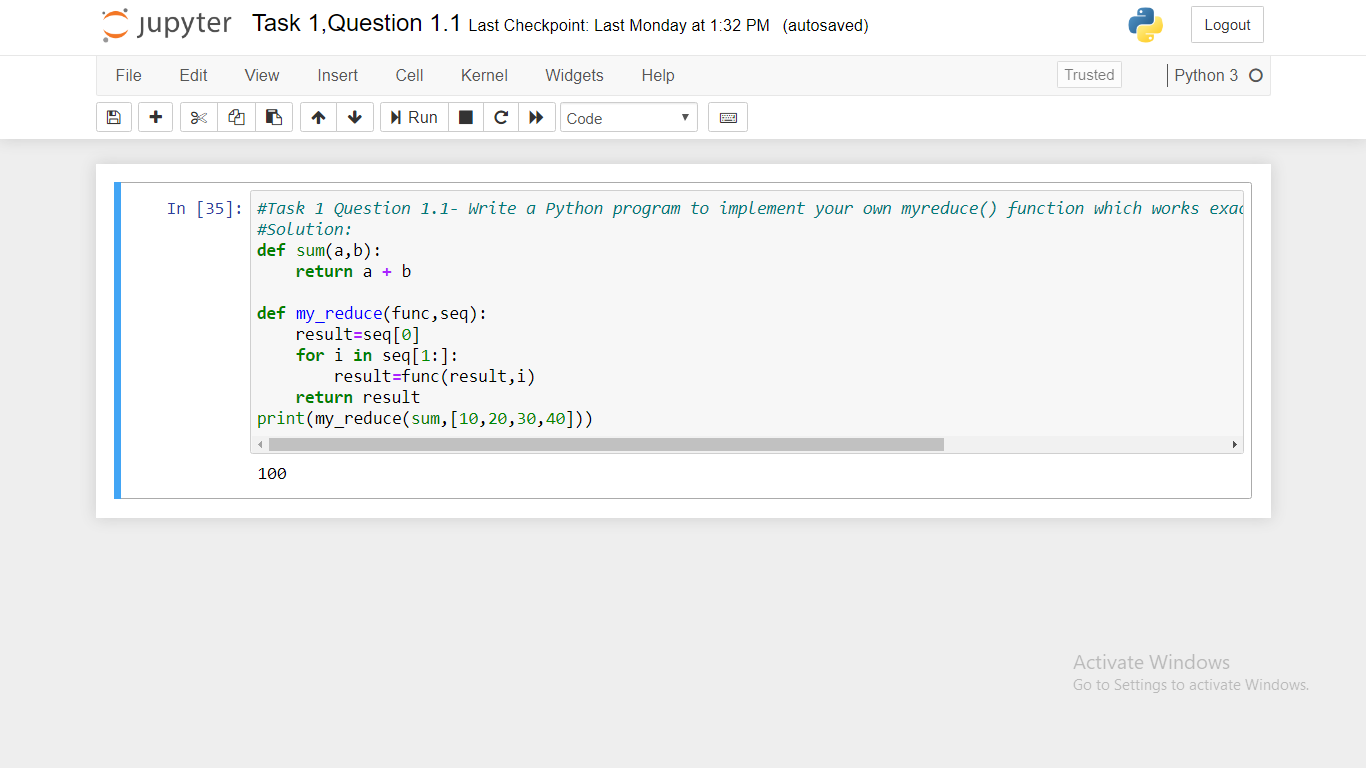 jupyter Task 1,Question 1.1 Last Checkpoint: Last Monday at 1:32 PM (autosaved) Logout
File Edit View Insert Cell Kernel Widgets Help Trusted Python 3
Run Code
In [35]: #Task 1 Question 1.1- Write a Python program to implement your own myreduce() function which works
#Solution:
def sum(a,b):
    return a + b
def my_reduce(func,seq):
    result=seq[0]
    for i in seq[1:]:
        result=func(result,i)
    return result
print(my_reduce(sum,[10,20,30,40]))
100
Activate Windows
Go to Settings to activate Windows.